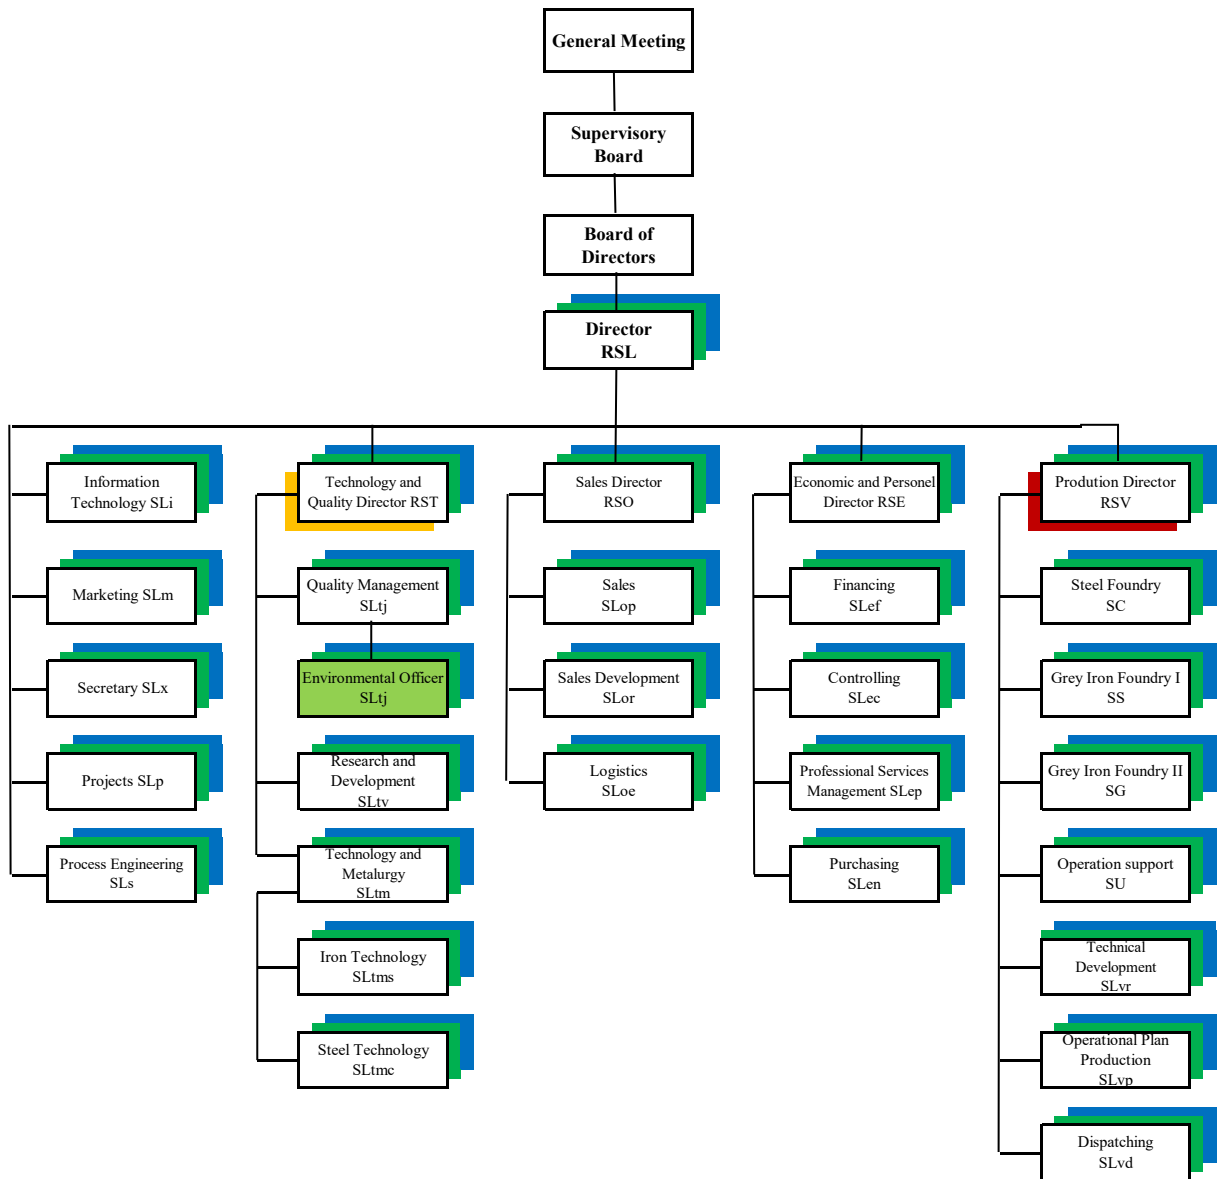 General Meeting
Supervisory
Board
Board of
Directors
Director
RSL
Information
Technology SLi
Marketing SLm
Secretary SLx
Projects SLp
Process Engineering
SLs
Technology and
Quality Director RST
Quality Management
SLtj
Environmental Officer
SLtj
Research and
Development
SLtv
Technology and
Metalurgy
SLtm
Iron Technology
SLtms
Steel Technology
SLtmc
Sales Director
RSO
Sales
SLop
Sales Development
SLor
Logistics
SLoe
Economic and Personel
Director RSE
Financing
SLef
Controlling
SLec
Professional Services
Management SLep
Purchasing
SLen
Prodution Director
RSV
Steel Foundry
SC
Grey Iron Foundry I
SS
Grey Iron Foundry II
SG
Operation support
SU
Technical
Development
SLvr
Operational Plan
Production
SLvp
Dispatching
SLvd